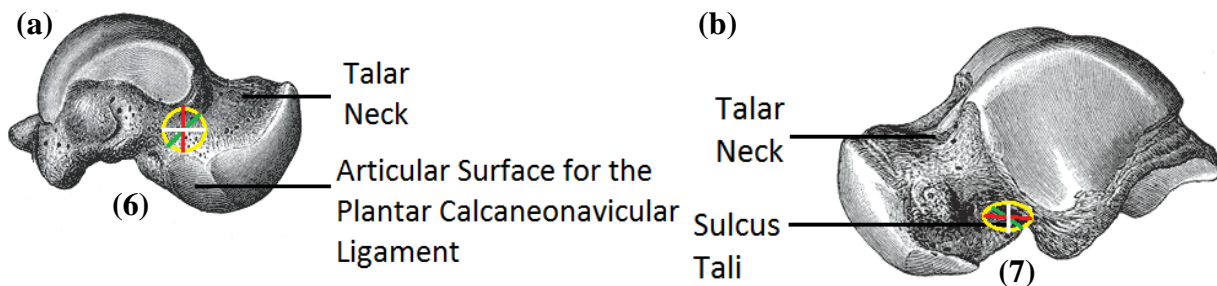 (a)
Talar
Neck
Articular Surface for the
Plantar Calcaneonavicular
Ligament
(6)
(b)
Talar
Neck
Sulcus
Tali
(7)